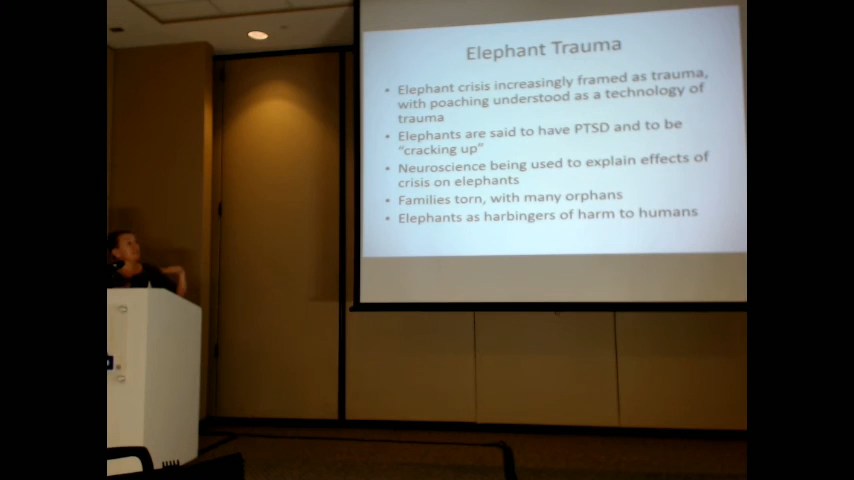 Elephant Trauma
• Elephant crisis increasingly framed as trauma,
with poaching understood as a technology of
trauma
• Elephants are said to have PTSD and to be
“cracking up”
• Neuroscience being used to explain effects of
crisis on elephants
• Families torn, with many orphans
• Elephants as harbingers of harm to humans